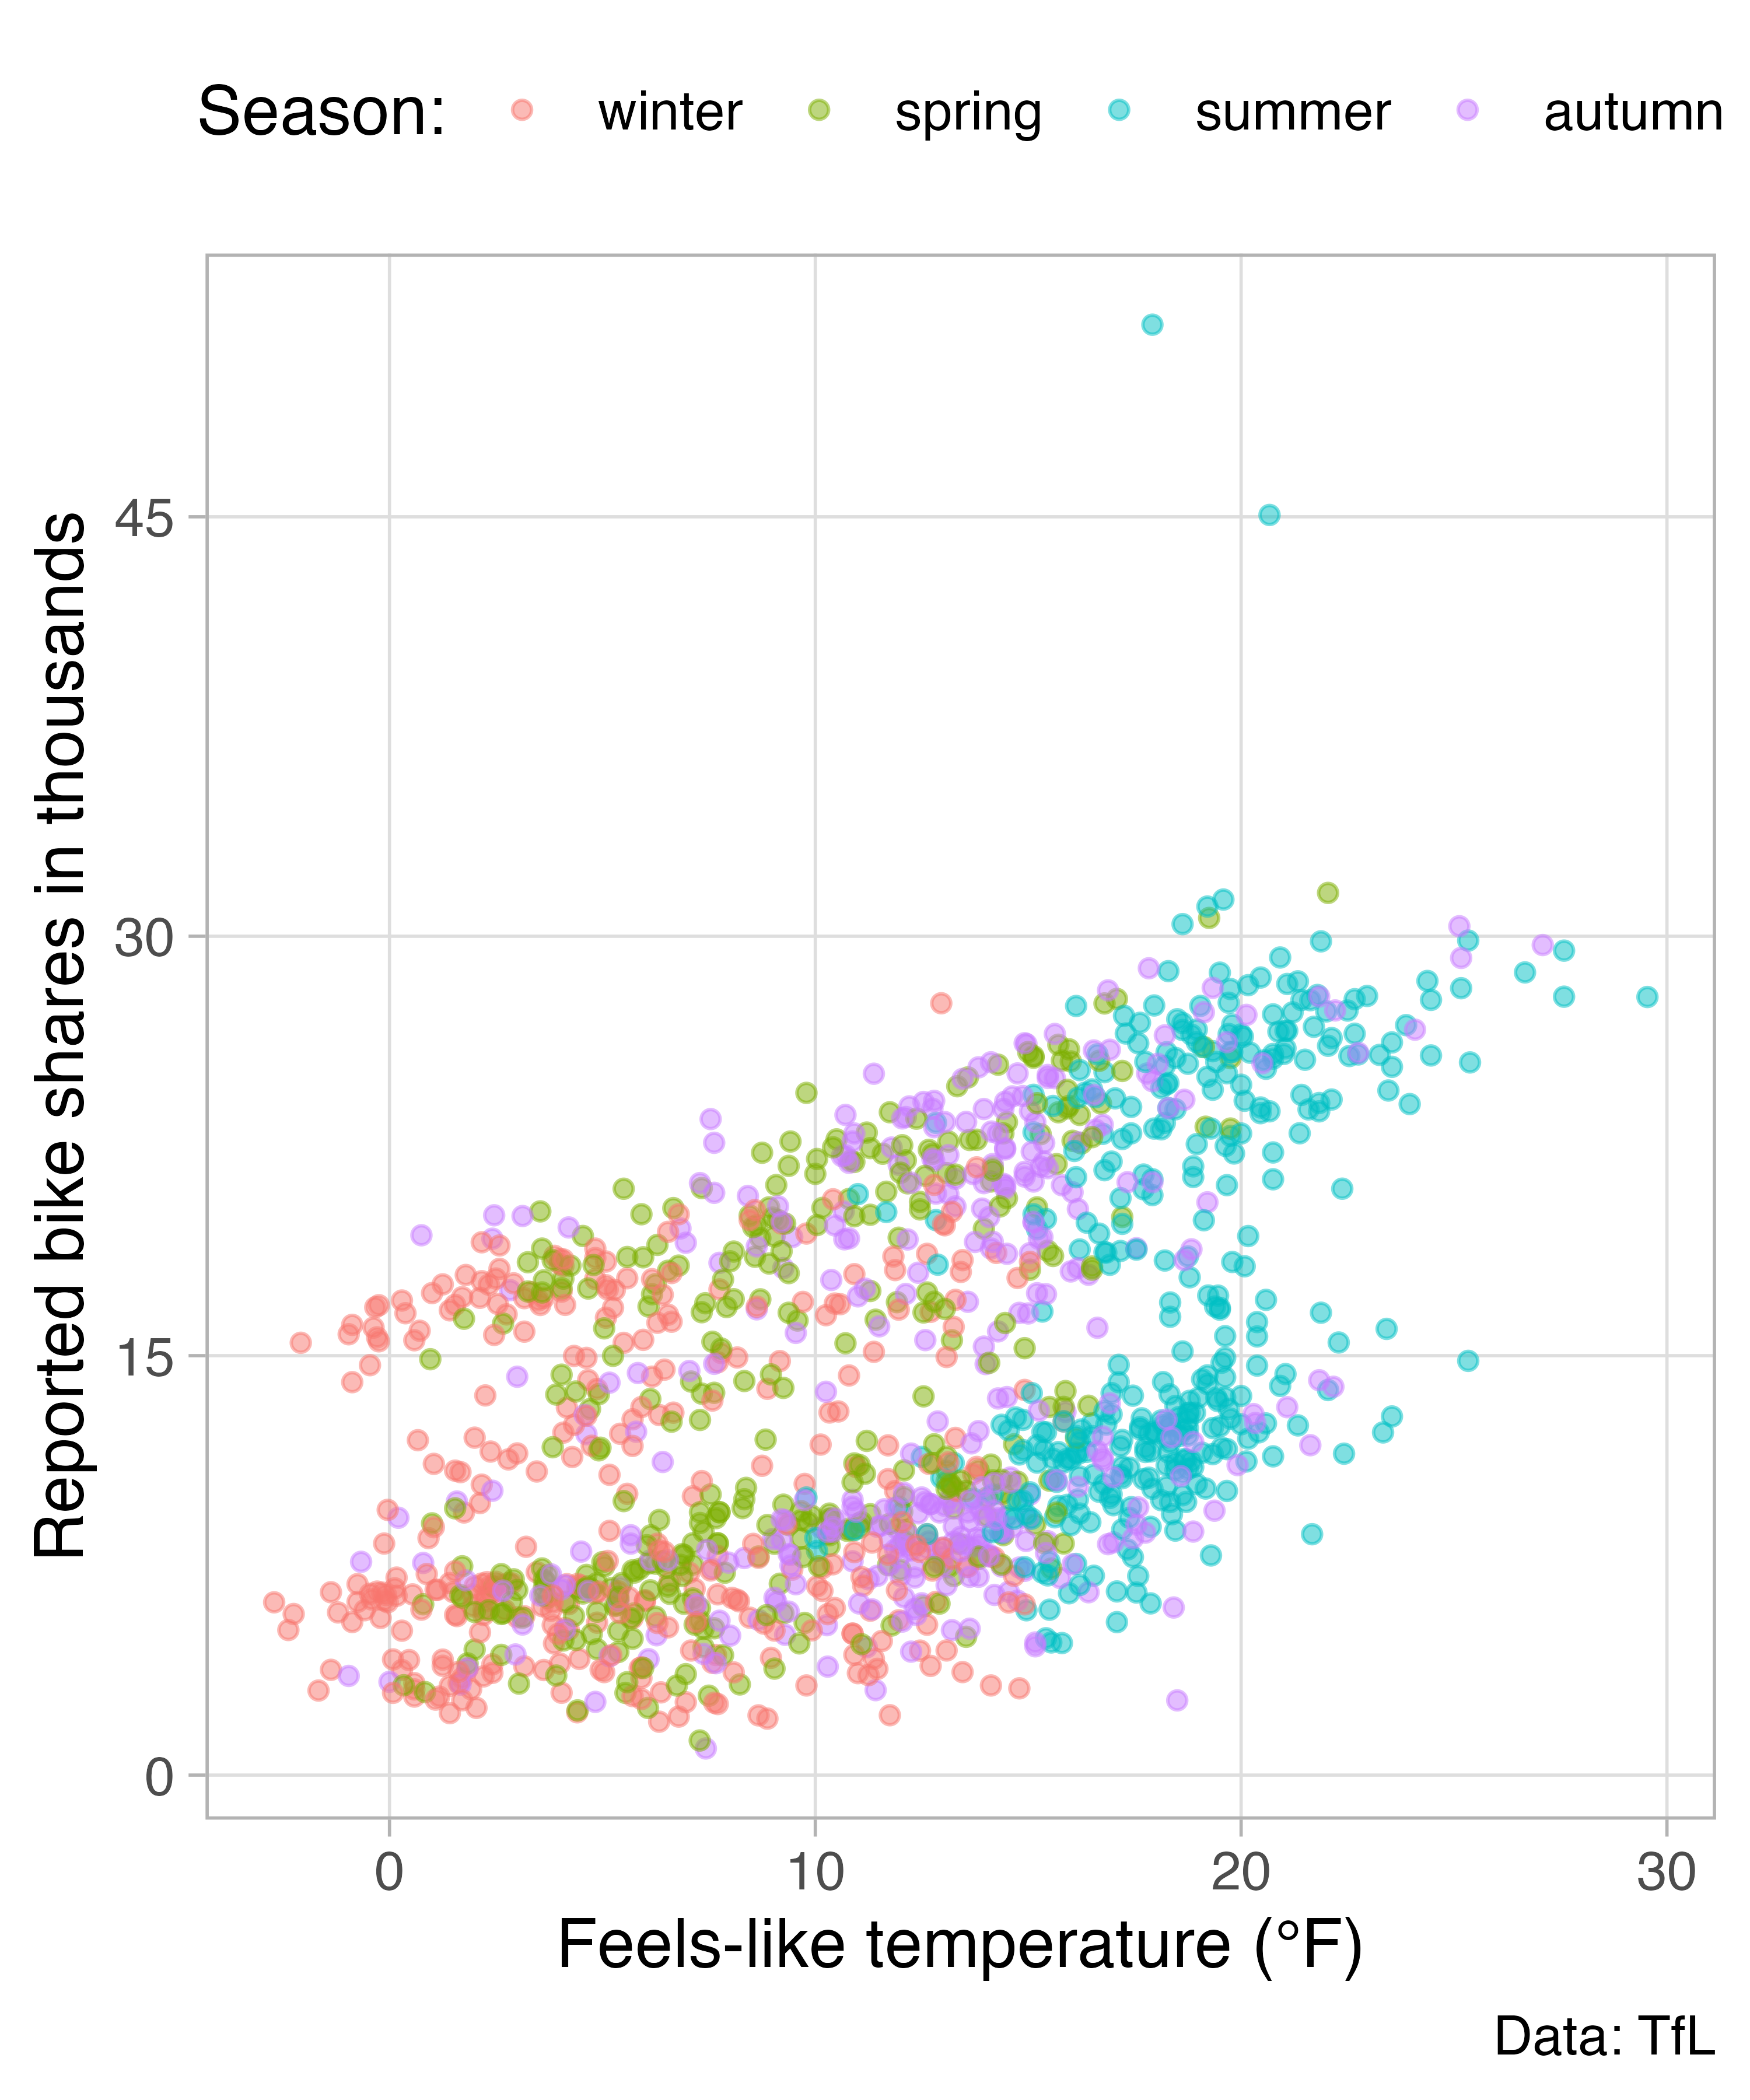 Season: winter spring summer autumn
Reported bike shares in thousands
45
30
15
0
0 10 20 30
Feels-like temperature (°F)
Data: TfL